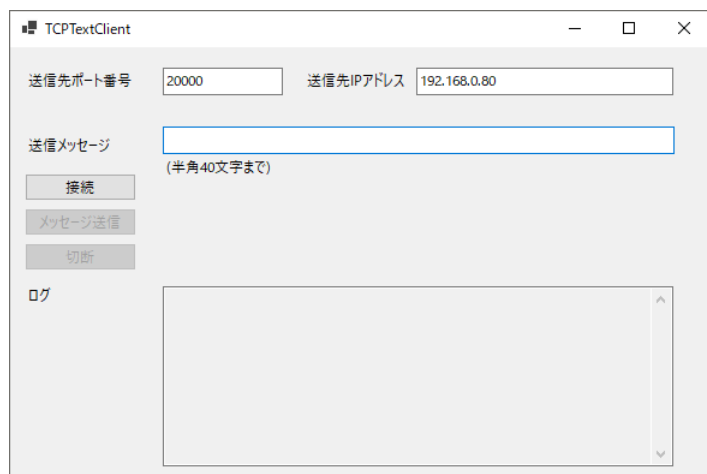 TCPTextClient
送信先ポート番号 20000 送信先IPアドレス 192.168.0.80
送信メッセージ
(半角40文字まで)
接続
メッセージ送信
切断
ログ